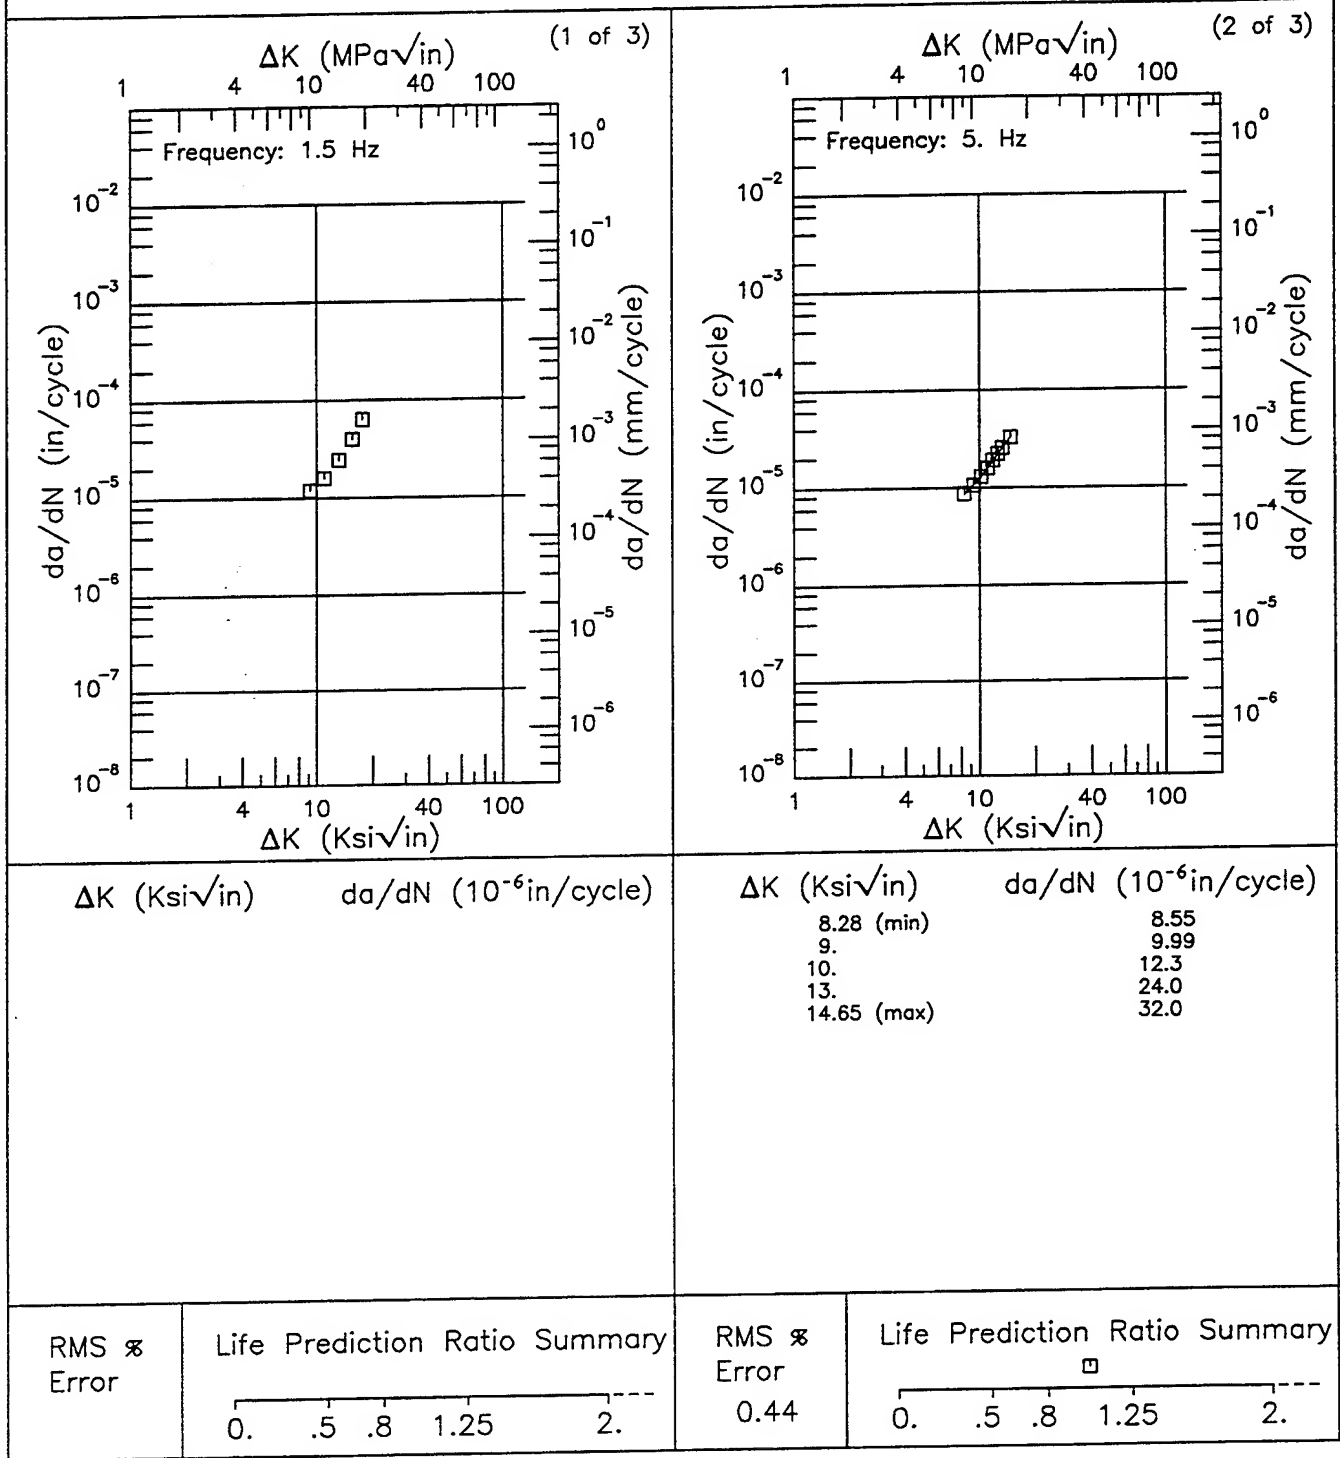 (1 of 3)
ΔK (MPa√in)
1 4 10 40 100
Frequency: 1.5 Hz
da/dN (in/cycle)
10⁻²
10⁻³
10⁻⁴
10⁻⁵
10⁻⁶
10⁻⁷
10⁻⁸
10⁰
10⁻¹
10⁻²
10⁻³
10⁻⁴
10⁻⁵
10⁻⁶
da/dN (mm/cycle)
1 4 10 40 100
ΔK (Ksi√in)
(2 of 3)
ΔK (MPa√in)
1 4 10 40 100
Frequency: 5. Hz
da/dN (in/cycle)
10⁻²
10⁻³
10⁻⁴
10⁻⁵
10⁻⁶
10⁻⁷
10⁻⁸
10⁰
10⁻¹
10⁻²
10⁻³
10⁻⁴
10⁻⁵
10⁻⁶
da/dN (mm/cycle)
1 4 10 40 100
ΔK (Ksi√in)
ΔK (Ksi√in) da/dN (10⁻⁶in/cycle)
ΔK (Ksi√in) da/dN (10⁻⁶in/cycle)
8.28 (min) 8.55
9. 9.99
10. 12.3
13. 24.0
14.65 (max) 32.0
RMS %
Error
Life Prediction Ratio Summary
0. .5 .8 1.25 2.
RMS %
Error
0.44
Life Prediction Ratio Summary
0. .5 .8 1.25 2.